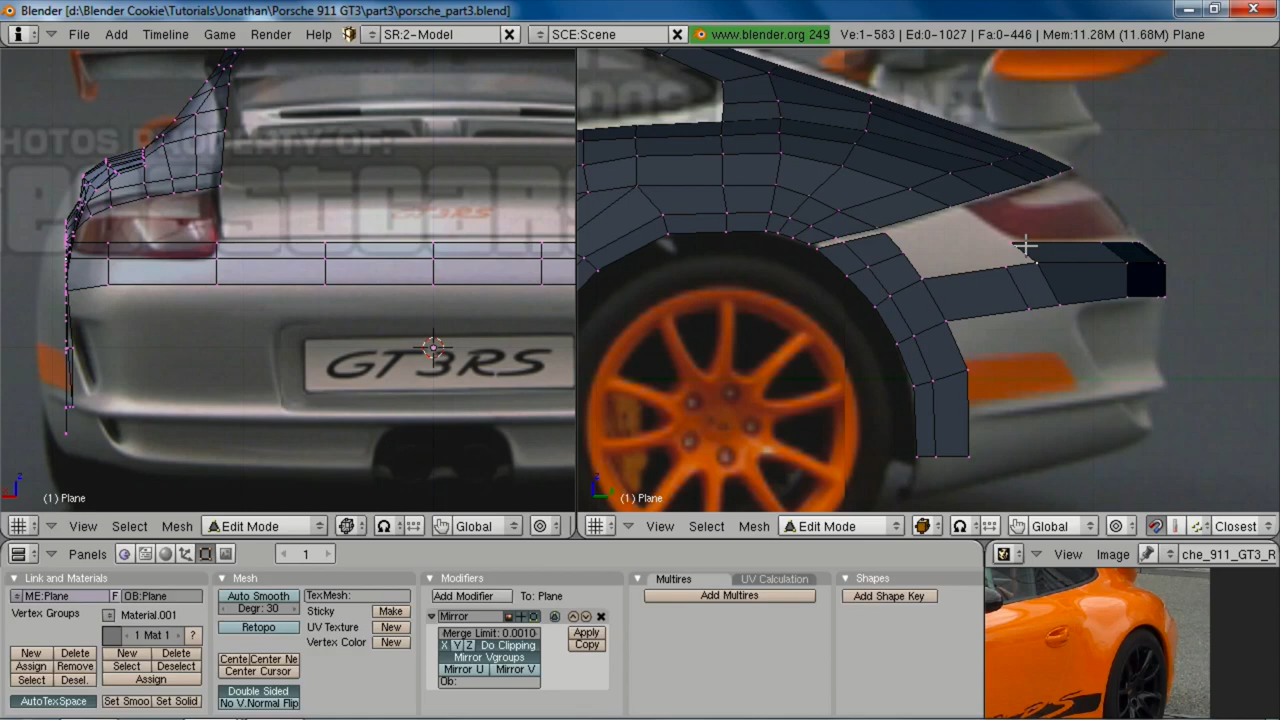 Blender [d:\Blender Cookie\Tutorials\Jonathan\Porsche 911 GT3\part3\porsche_part3.blend]
File Add Timeline Game Render Help SR:2-Model SCE:Scene www.blender.org 249 Ve:1-583 | Ed:0-1027 | Fa:0-446 | Mem:11.28M (11.68M) Plane
PHOTOS PROPERTY OF:
GT3RS
GT3RS
z
x
(1) Plane
z
(1) Plane
View Select Mesh Edit Mode Global
View Select Mesh Edit Mode Global Closest
Panels 1
View Image che_911_GT3_R
Link and Materials
ME:Plane F OB:Plane
Vertex Groups
Material.001
1 Mat 1 ?
New Delete New Delete
Assign Remove Select Deselect
Select Desel. Assign
AutoTexSpace Set Smoo Set Solid
Mesh
Auto Smooth
Degr: 30
Retopo
TexMesh:
Sticky Make
UV Texture New
Vertex Color New
Cente Center Ne
Center Cursor
Double Sided
No V.Normal Flip
Modifiers
Add Modifier To: Plane
Mirror
Merge Limit: 0.0010
X Y Z Do Clipping
Mirror Vgroups
Mirror U Mirror V
Ob:
Apply
Copy
Multires UV Calculation
Add Multires
Shapes
Add Shape Key